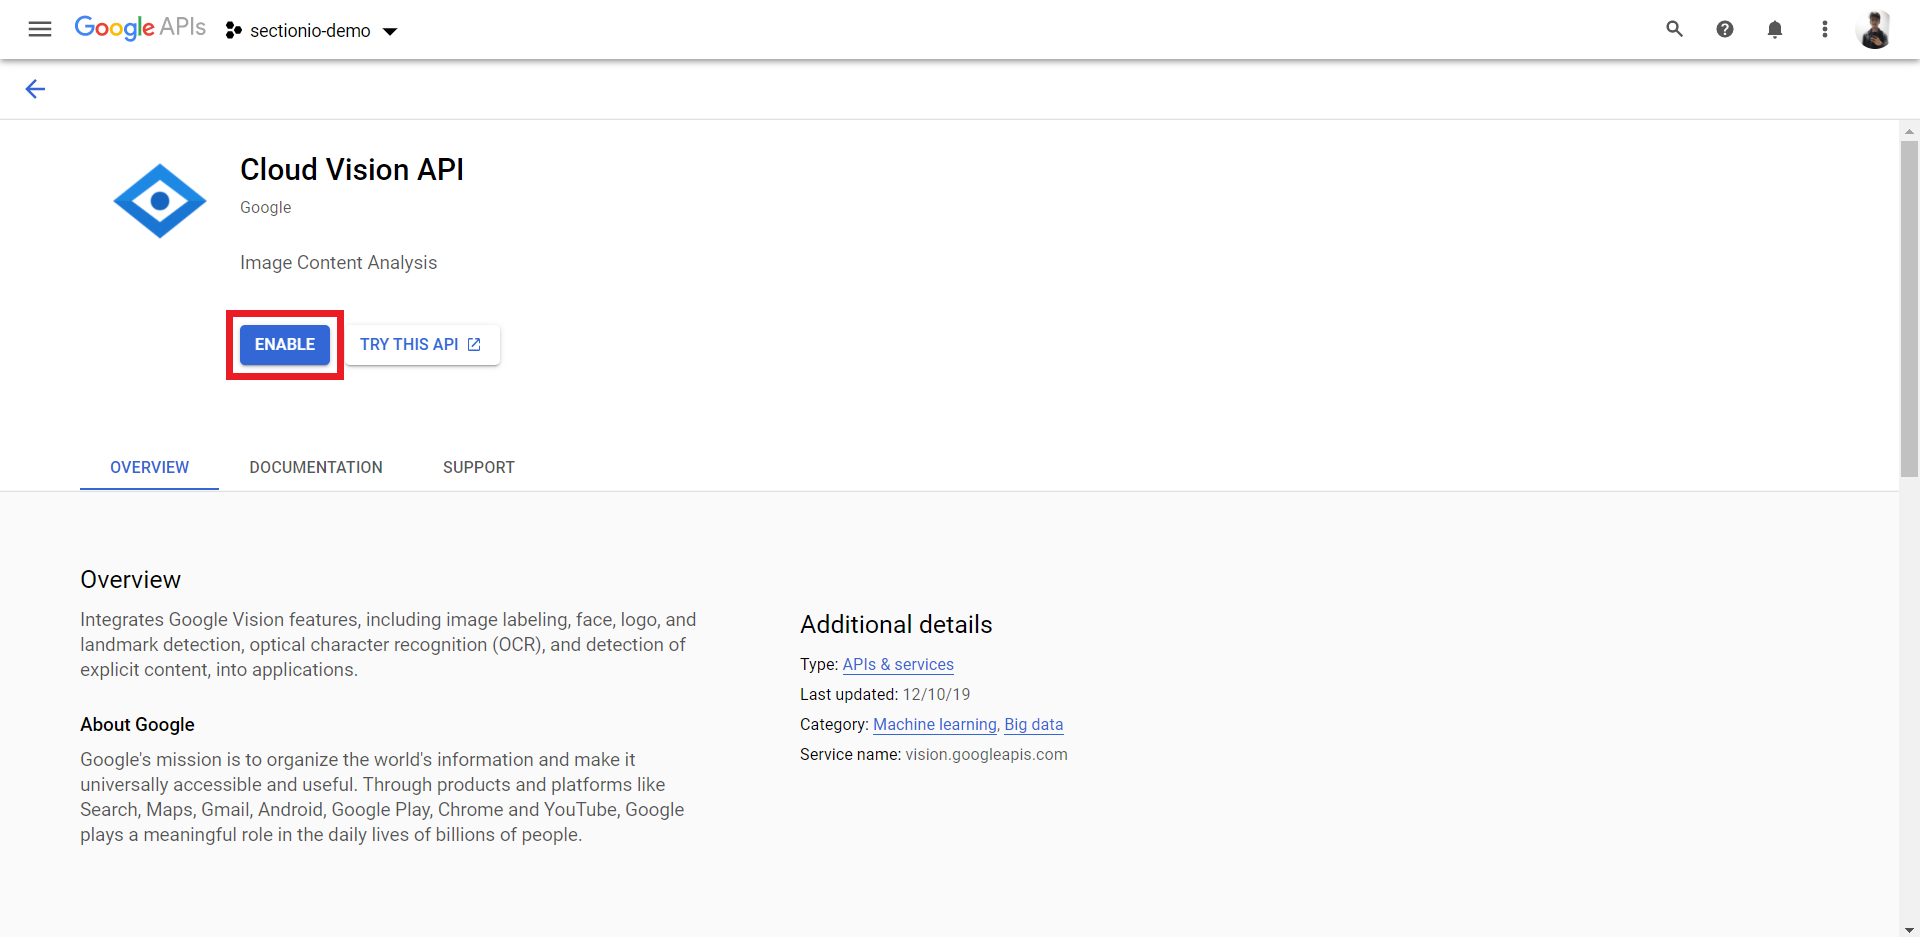 Google APIs
sectionio-demo
Cloud Vision API
Google
Image Content Analysis
ENABLE
TRY THIS API
OVERVIEW
DOCUMENTATION
SUPPORT
Overview
Integrates Google Vision features, including image labeling, face, logo, and
landmark detection, optical character recognition (OCR), and detection of
explicit content, into applications.
About Google
Google's mission is to organize the world's information and make it
universally accessible and useful. Through products and platforms like
Search, Maps, Gmail, Android, Google Play, Chrome and YouTube, Google
plays a meaningful role in the daily lives of billions of people.
Additional details
Type: APIs & services
Last updated: 12/10/19
Category: Machine learning, Big data
Service name: vision.googleapis.com